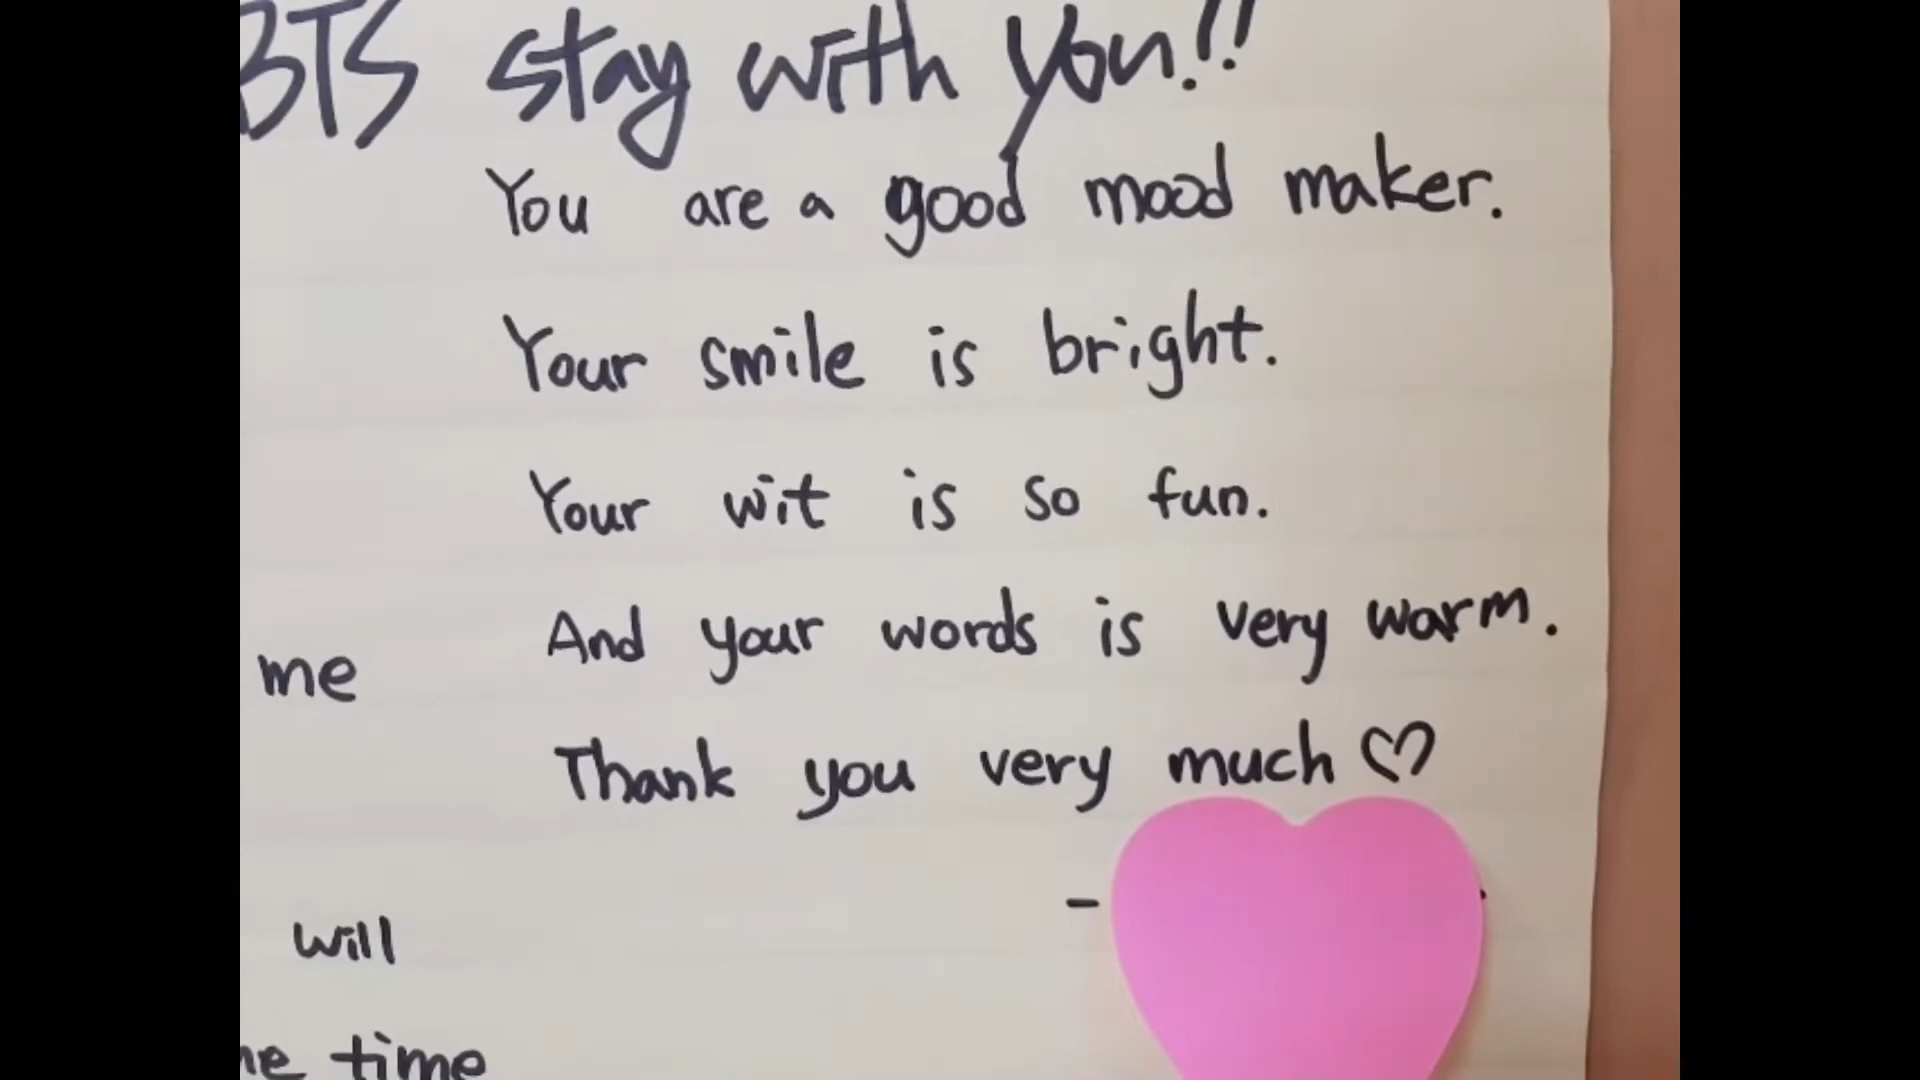 BTS stay with you!!
You are a good mood maker.
Your smile is bright.
Your wit is so fun.
And your words is very warm.
Thank you very much ♡
-
me
will
time